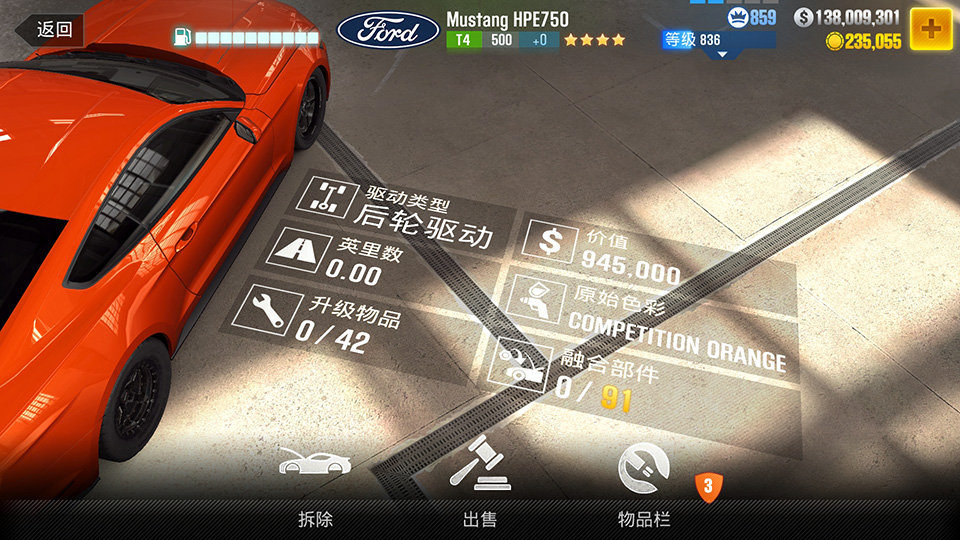 返回
Ford
Mustang HPE750
T4 500 +0
859
138,009,301
等级 836
235,055
驱动类型
后轮驱动
英里数
0.00
升级物品
0 / 42
价值
945,000
原始色彩
COMPETITION ORANGE
融合部件
0 / 91
拆除
出售
物品栏
3